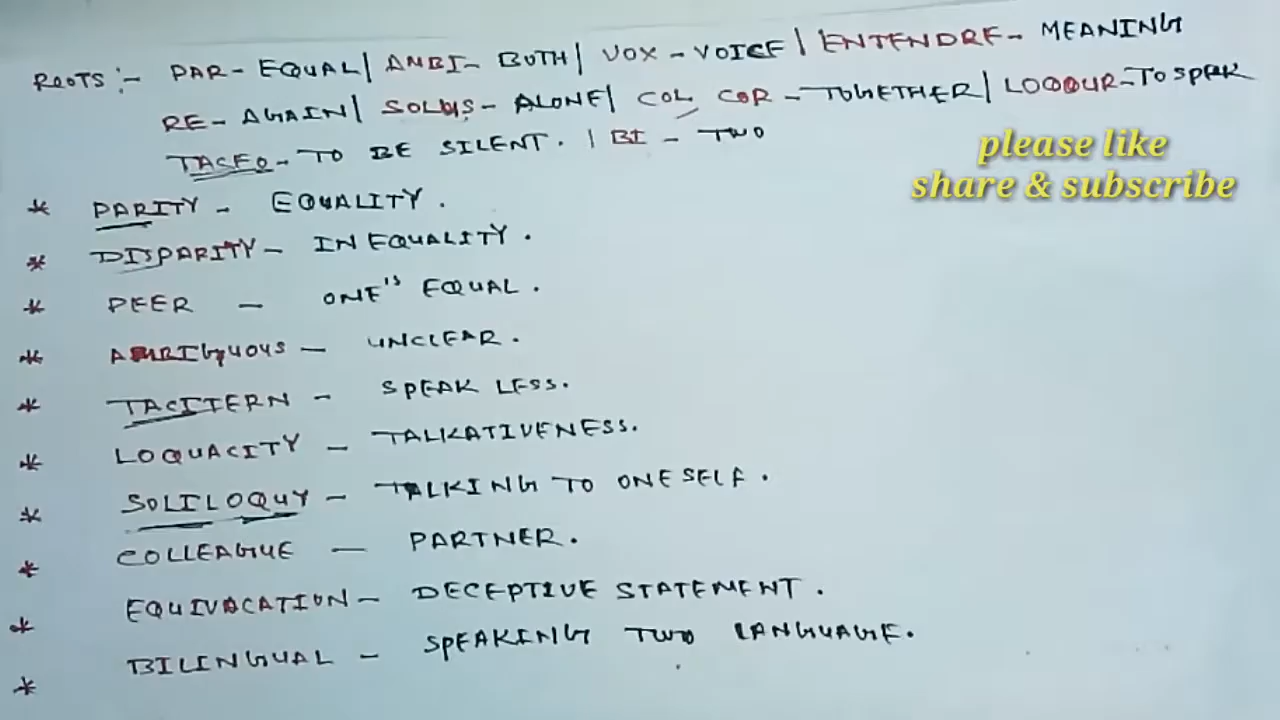 ROOTS :- PAR - EQUAL | AMBI - BOTH | VOX - VOICE | ENTENDRE - MEANING
RE - AGAIN | SOLUS - ALONE | COL COR - TOGETHER | LOQOUR - TO SPEAK
TACEO - TO BE SILENT. | BI - TWO
please like
share & subscribe
* PARITY - EQUALITY.
* DISPARITY - INEQUALITY.
* PEER - ONE'S EQUAL.
* AMBIGUOUS - UNCLEAR.
* TACITERN - SPEAK LESS.
* LOQUACITY - TALKATIVENESS.
* SOLILOQUY - TALKING TO ONESELF.
* COLLEAGUE - PARTNER.
* EQUIVOCATION - DECEPTIVE STATEMENT.
* BILINGUAL - SPEAKING TWO LANGUAGE.